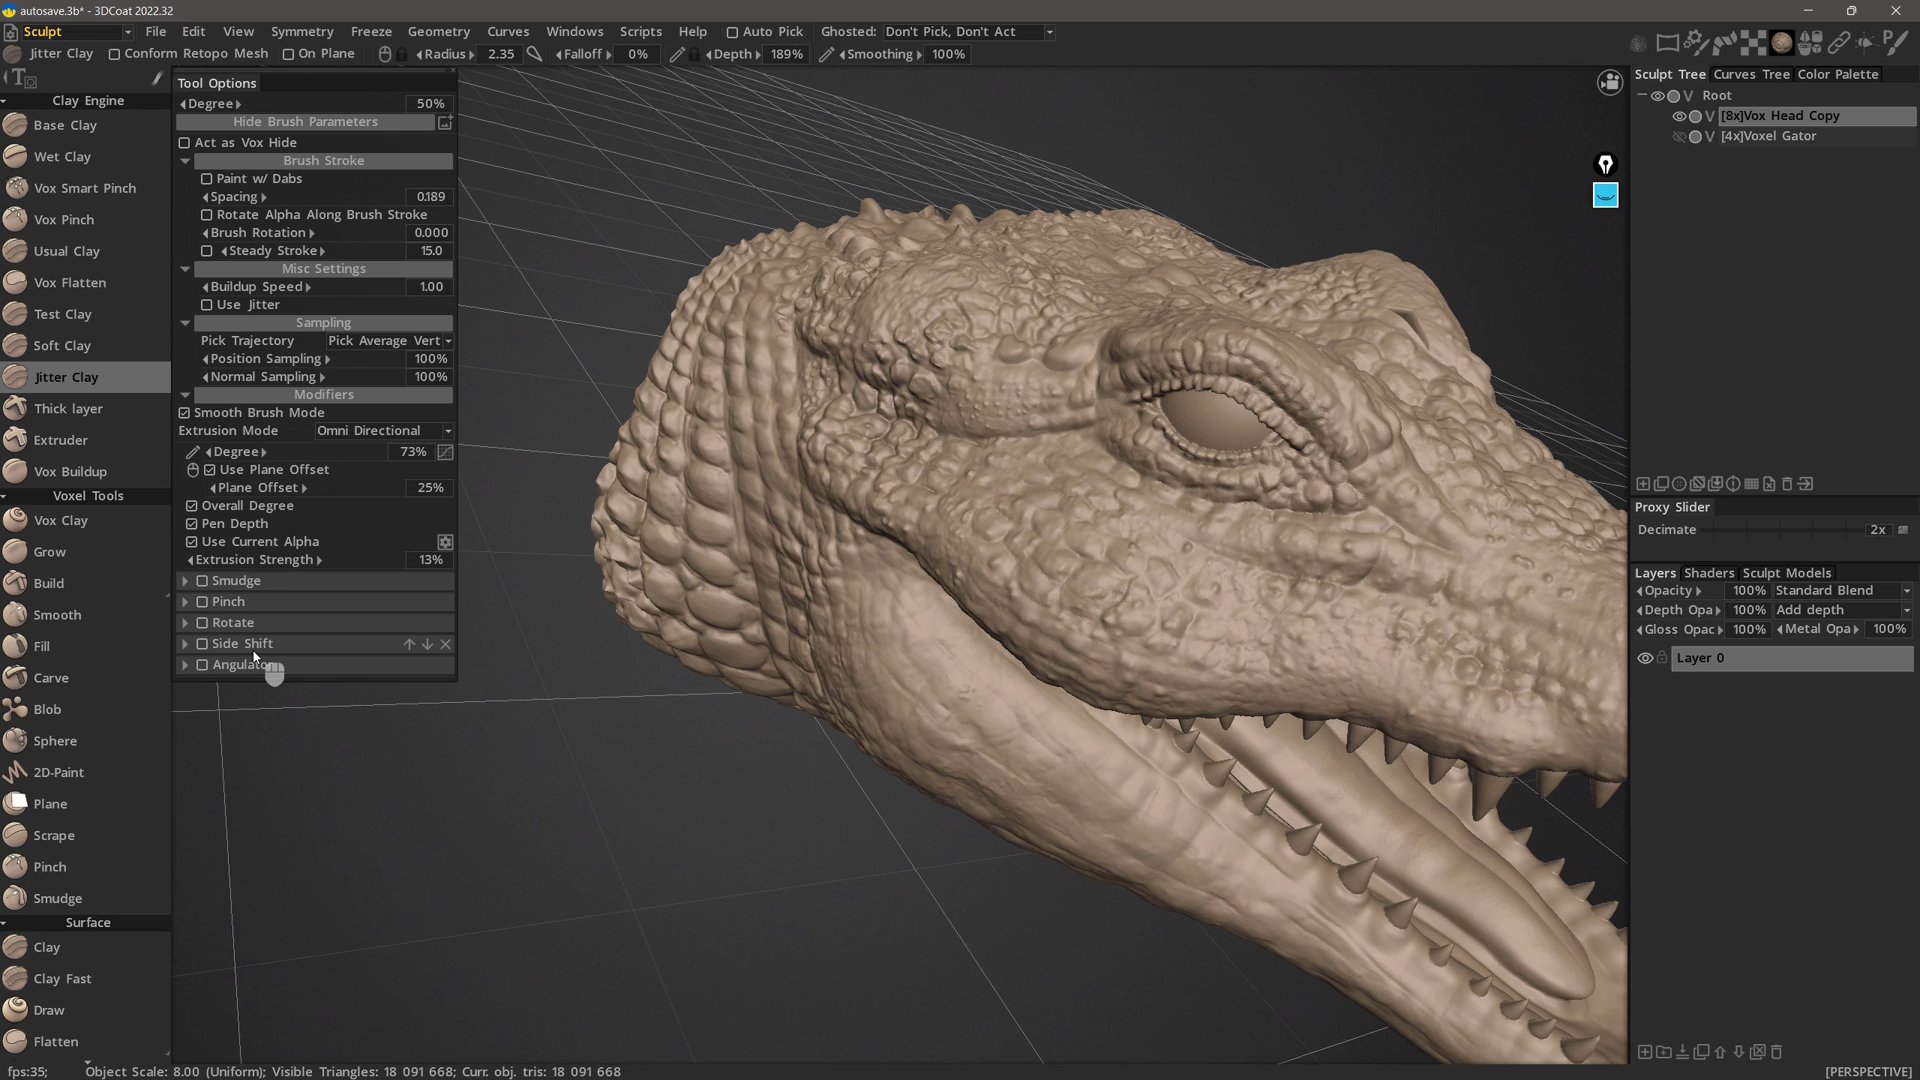 autosave.3b* - 3DCoat 2022.32
Sculpt File Edit View Symmetry Freeze Geometry Curves Windows Scripts Help Auto Pick Ghosted: Don't Pick, Don't Act
Jitter Clay Conform Retopo Mesh On Plane Radius 2.35 Falloff 0% Depth 189% Smoothing 100%
Clay Engine
Base Clay
Wet Clay
Vox Smart Pinch
Vox Pinch
Usual Clay
Vox Flatten
Test Clay
Soft Clay
Jitter Clay
Thick layer
Extruder
Vox Buildup
Voxel Tools
Vox Clay
Grow
Build
Smooth
Fill
Carve
Blob
Sphere
2D-Paint
Plane
Scrape
Pinch
Smudge
Surface
Clay
Clay Fast
Draw
Flatten
Tool Options
Degree 50%
Hide Brush Parameters
Act as Vox Hide
Brush Stroke
Paint w/ Dabs
Spacing 0.189
Rotate Alpha Along Brush Stroke
Brush Rotation 0.000
Steady Stroke 15.0
Misc Settings
Buildup Speed 1.00
Use Jitter
Sampling
Pick Trajectory Pick Average Vert
Position Sampling 100%
Normal Sampling 100%
Modifiers
Smooth Brush Mode
Extrusion Mode Omni Directional
Degree 73%
Use Plane Offset
Plane Offset 25%
Overall Degree
Pen Depth
Use Current Alpha
Extrusion Strength 13%
Smudge
Pinch
Rotate
Side Shift
Angulator
Sculpt Tree Curves Tree Color Palette
V Root
V [8x]Vox Head Copy
V [4x]Voxel Gator
Proxy Slider
Decimate 2x
Layers Shaders Sculpt Models
Opacity 100% Standard Blend
Depth Opa 100% Add depth
Gloss Opac 100% Metal Opa 100%
Layer 0
fps:35; Object Scale: 8.00 (Uniform); Visible Triangles: 18 091 668; Curr. obj. tris: 18 091 668 [PERSPECTIVE]